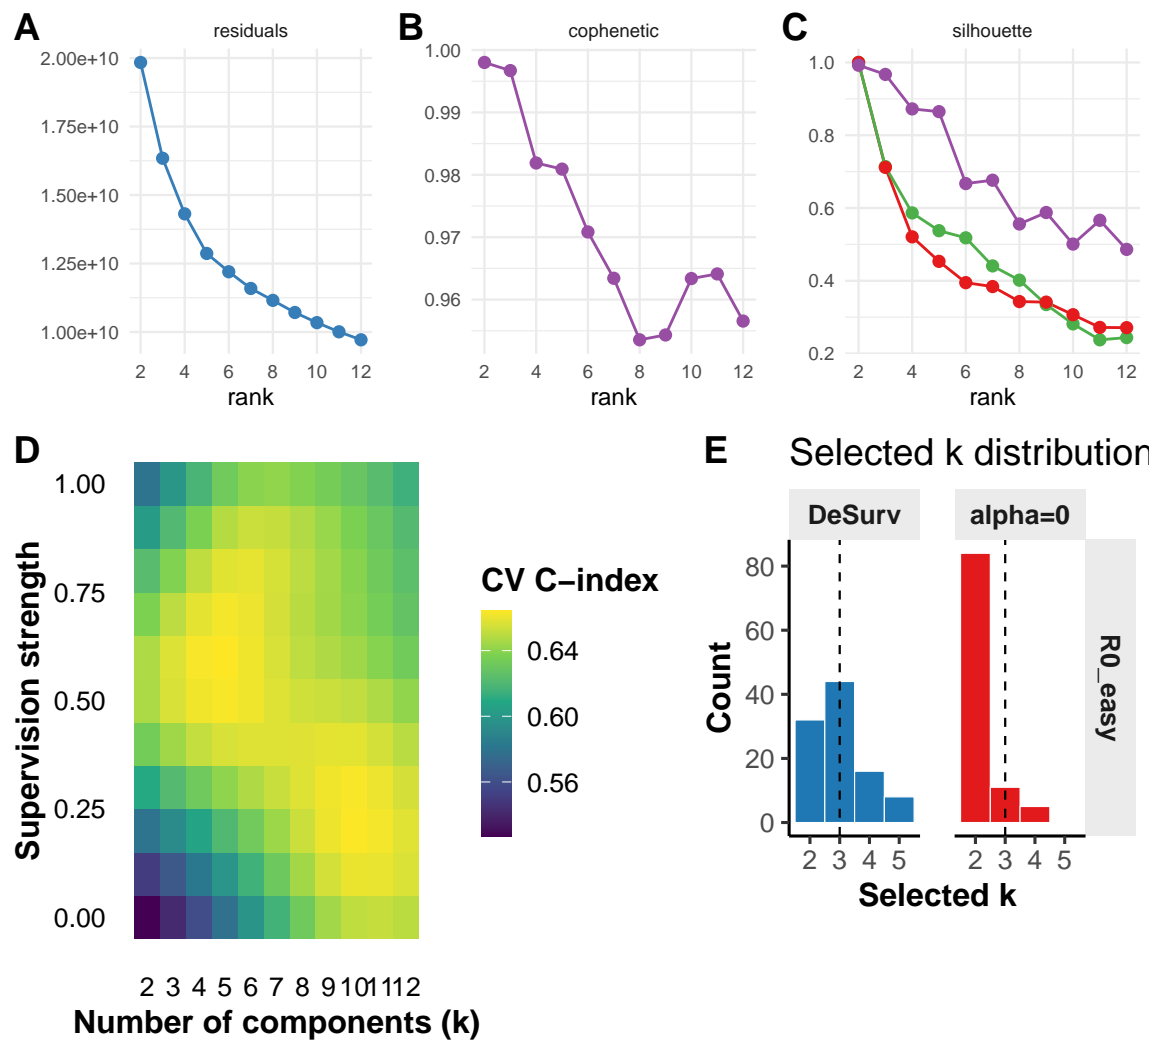 A
residuals
2.00e+10
1.75e+10
1.50e+10
1.25e+10
1.00e+10
2 4 6 8 10 12
rank
B
cophenetic
1.00
0.99
0.98
0.97
0.96
2 4 6 8 10 12
rank
C
silhouette
1.0
0.8
0.6
0.4
0.2
2 4 6 8 10 12
rank
D
Supervision strength
1.00
0.75
0.50
0.25
0.00
2 3 4 5 6 7 8 9 10 11 12
Number of components (k)
CV C−index
0.64
0.60
0.56
E
Selected k distribution
DeSurv
alpha=0
R0_easy
Count
80
60
40
20
0
2 3 4 5
2 3 4 5
Selected k